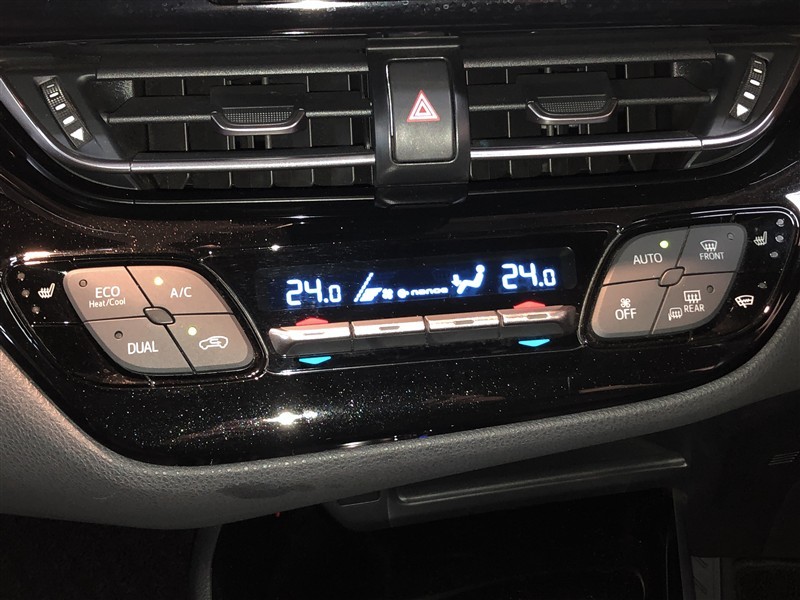 24.0 nanoe 24.0
ECO
Heat/Cool
A/C
DUAL
AUTO
FRONT
OFF
REAR